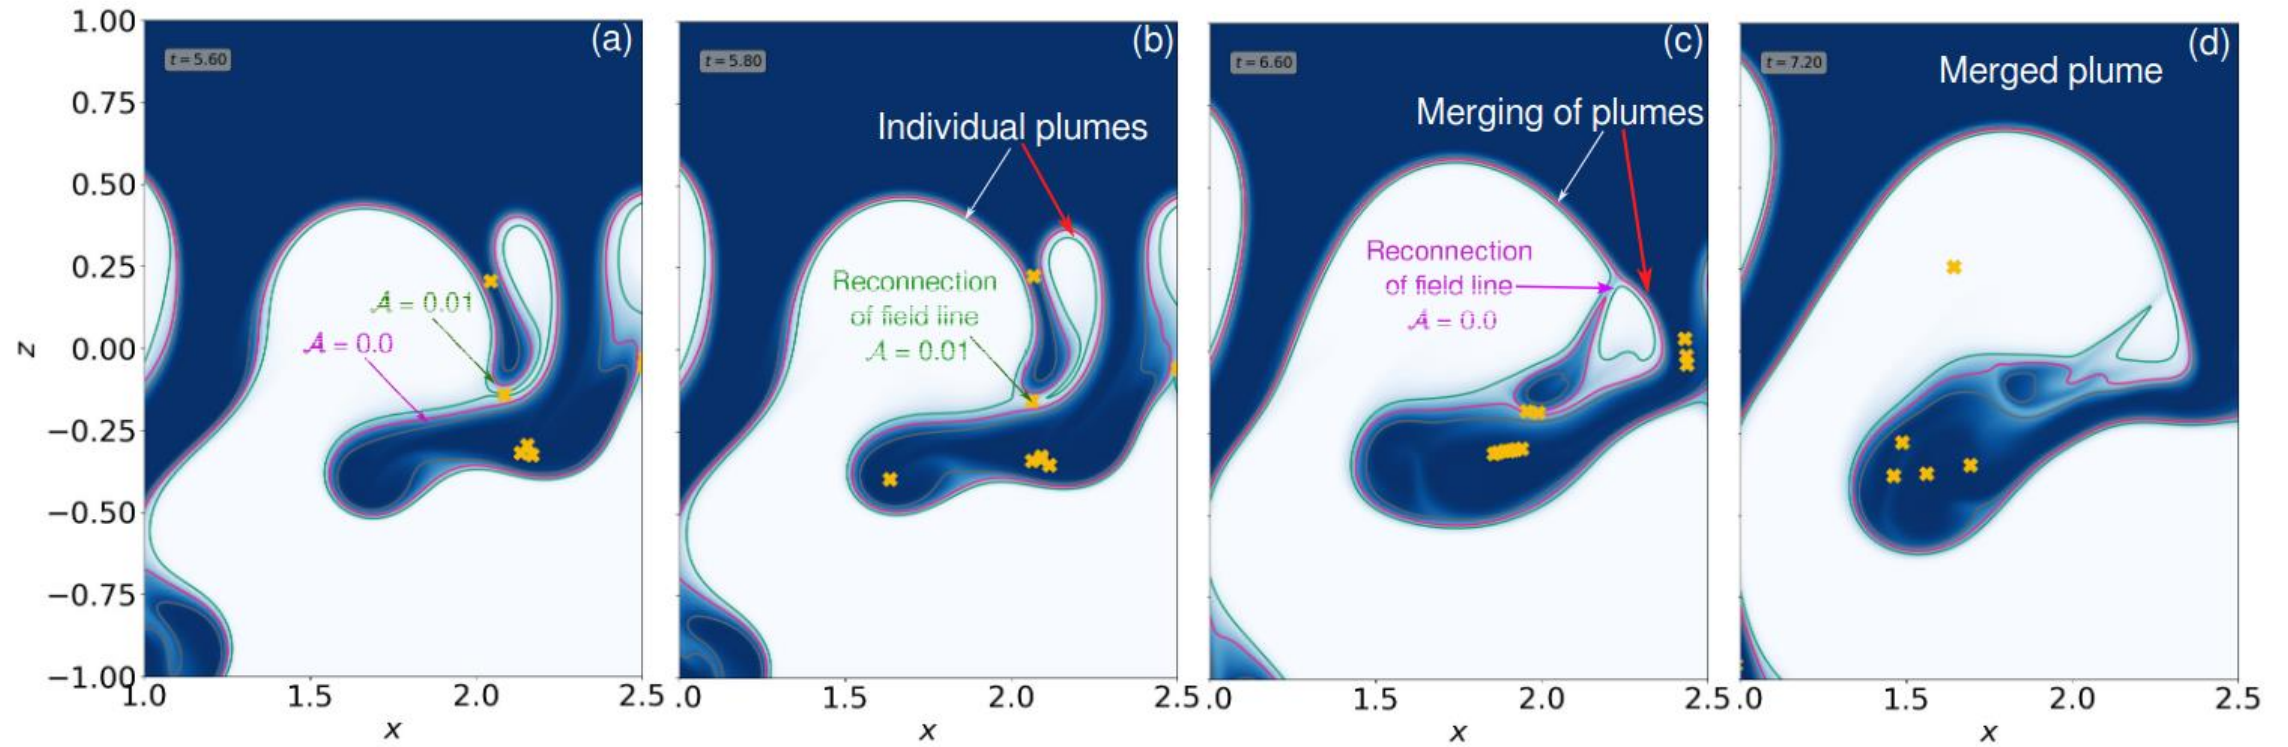 (a)
t = 5.60
𝒜 = 0.01
𝒜 = 0.0
(b)
t = 5.80
Individual plumes
Reconnection
of field line
𝒜 = 0.01
(c)
t = 6.60
Merging of plumes
Reconnection
of field line
𝒜 = 0.0
(d)
t = 7.20
Merged plume
1.00
0.75
0.50
0.25
0.00
−0.25
−0.50
−0.75
−1.00
z
1.0 1.5 2.0 2.5
x
.0 1.5 2.0 2.5
x
.0 1.5 2.0 2.5
x
.0 1.5 2.0 2.5
x